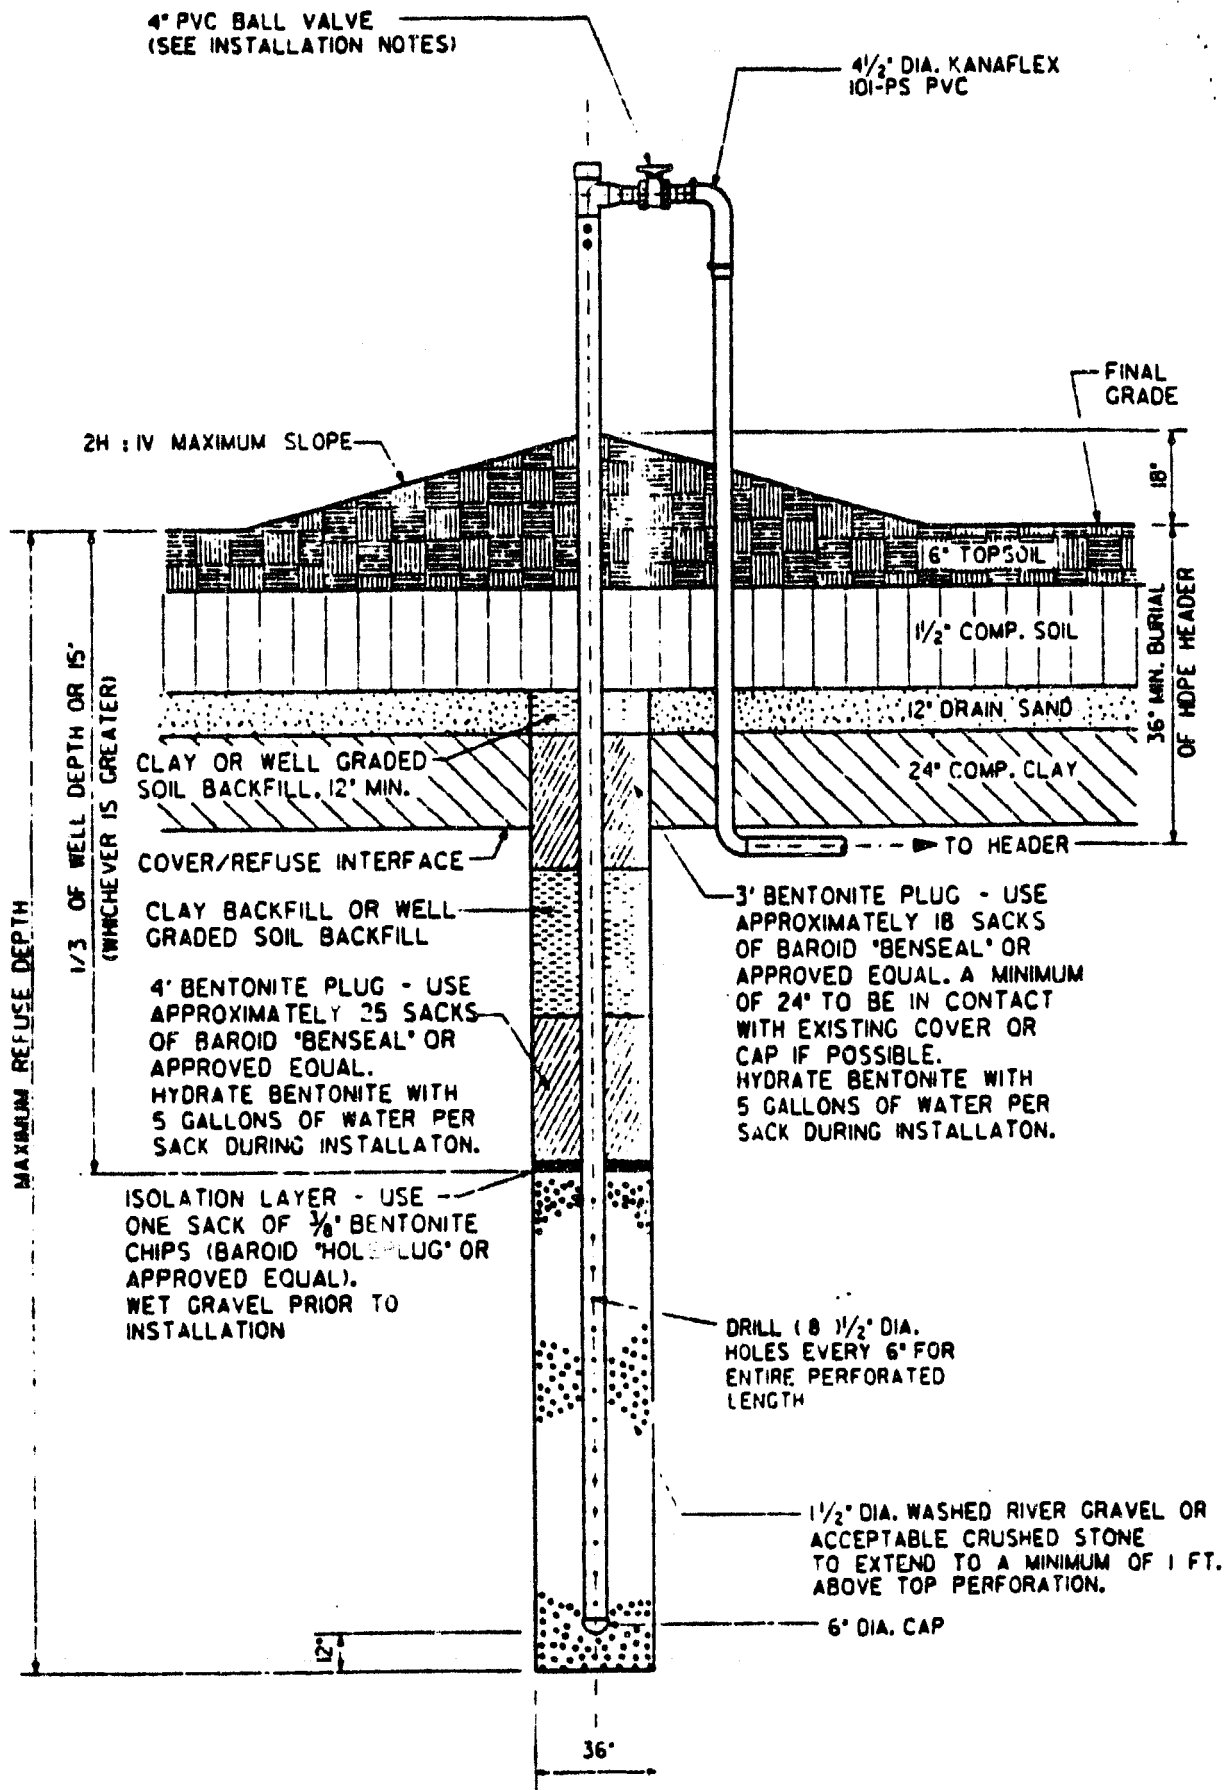 4" PVC BALL VALVE
(SEE INSTALLATION NOTES)
4 1/2" DIA. KANAFLEX
101-PS PVC
FINAL
GRADE
2H : 1V MAXIMUM SLOPE
18"
6" TOPSOIL
1 1/2" COMP. SOIL
12" DRAIN SAND
24" COMP. CLAY
36" MIN. BURIAL
OF HDPE HEADER
MAXIMUM REFUSE DEPTH
1/3 OF WELL DEPTH OR 15"
(WHICHEVER IS GREATER)
CLAY OR WELL GRADED
SOIL BACKFILL, 12" MIN.
COVER/REFUSE INTERFACE
TO HEADER
CLAY BACKFILL OR WELL
GRADED SOIL BACKFILL
4' BENTONITE PLUG - USE
APPROXIMATELY 25 SACKS
OF BAROID "BENSEAL" OR
APPROVED EQUAL.
HYDRATE BENTONITE WITH
5 GALLONS OF WATER PER
SACK DURING INSTALLATON.
3' BENTONITE PLUG - USE
APPROXIMATELY 18 SACKS
OF BAROID "BENSEAL" OR
APPROVED EQUAL. A MINIMUM
OF 24" TO BE IN CONTACT
WITH EXISTING COVER OR
CAP IF POSSIBLE.
HYDRATE BENTONITE WITH
5 GALLONS OF WATER PER
SACK DURING INSTALLATON.
ISOLATION LAYER - USE
ONE SACK OF 3/8" BENTONITE
CHIPS (BAROID "HOLEPLUG" OR
APPROVED EQUAL).
WET GRAVEL PRIOR TO
INSTALLATION
DRILL ( 8 ) 1/2" DIA.
HOLES EVERY 6" FOR
ENTIRE PERFORATED
LENGTH
1 1/2" DIA. WASHED RIVER GRAVEL OR
ACCEPTABLE CRUSHED STONE
TO EXTEND TO A MINIMUM OF 1 FT.
ABOVE TOP PERFORATION.
6" DIA. CAP
12"
36"